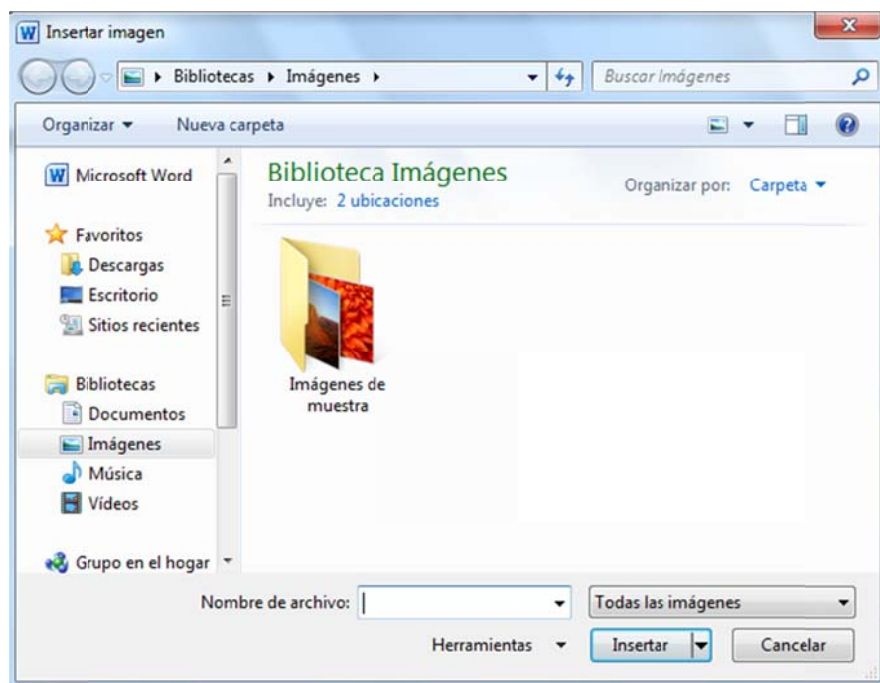 Insertar imagen
Bibliotecas Imágenes Buscar Imágenes
Organizar Nueva carpeta
Microsoft Word
Favoritos
Descargas
Escritorio
Sitios recientes
Bibliotecas
Documentos
Imágenes
Música
Vídeos
Grupo en el hogar
Biblioteca Imágenes
Incluye: 2 ubicaciones
Organizar por: Carpeta
Imágenes de
muestra
Nombre de archivo: Todas las imágenes
Herramientas Insertar Cancelar